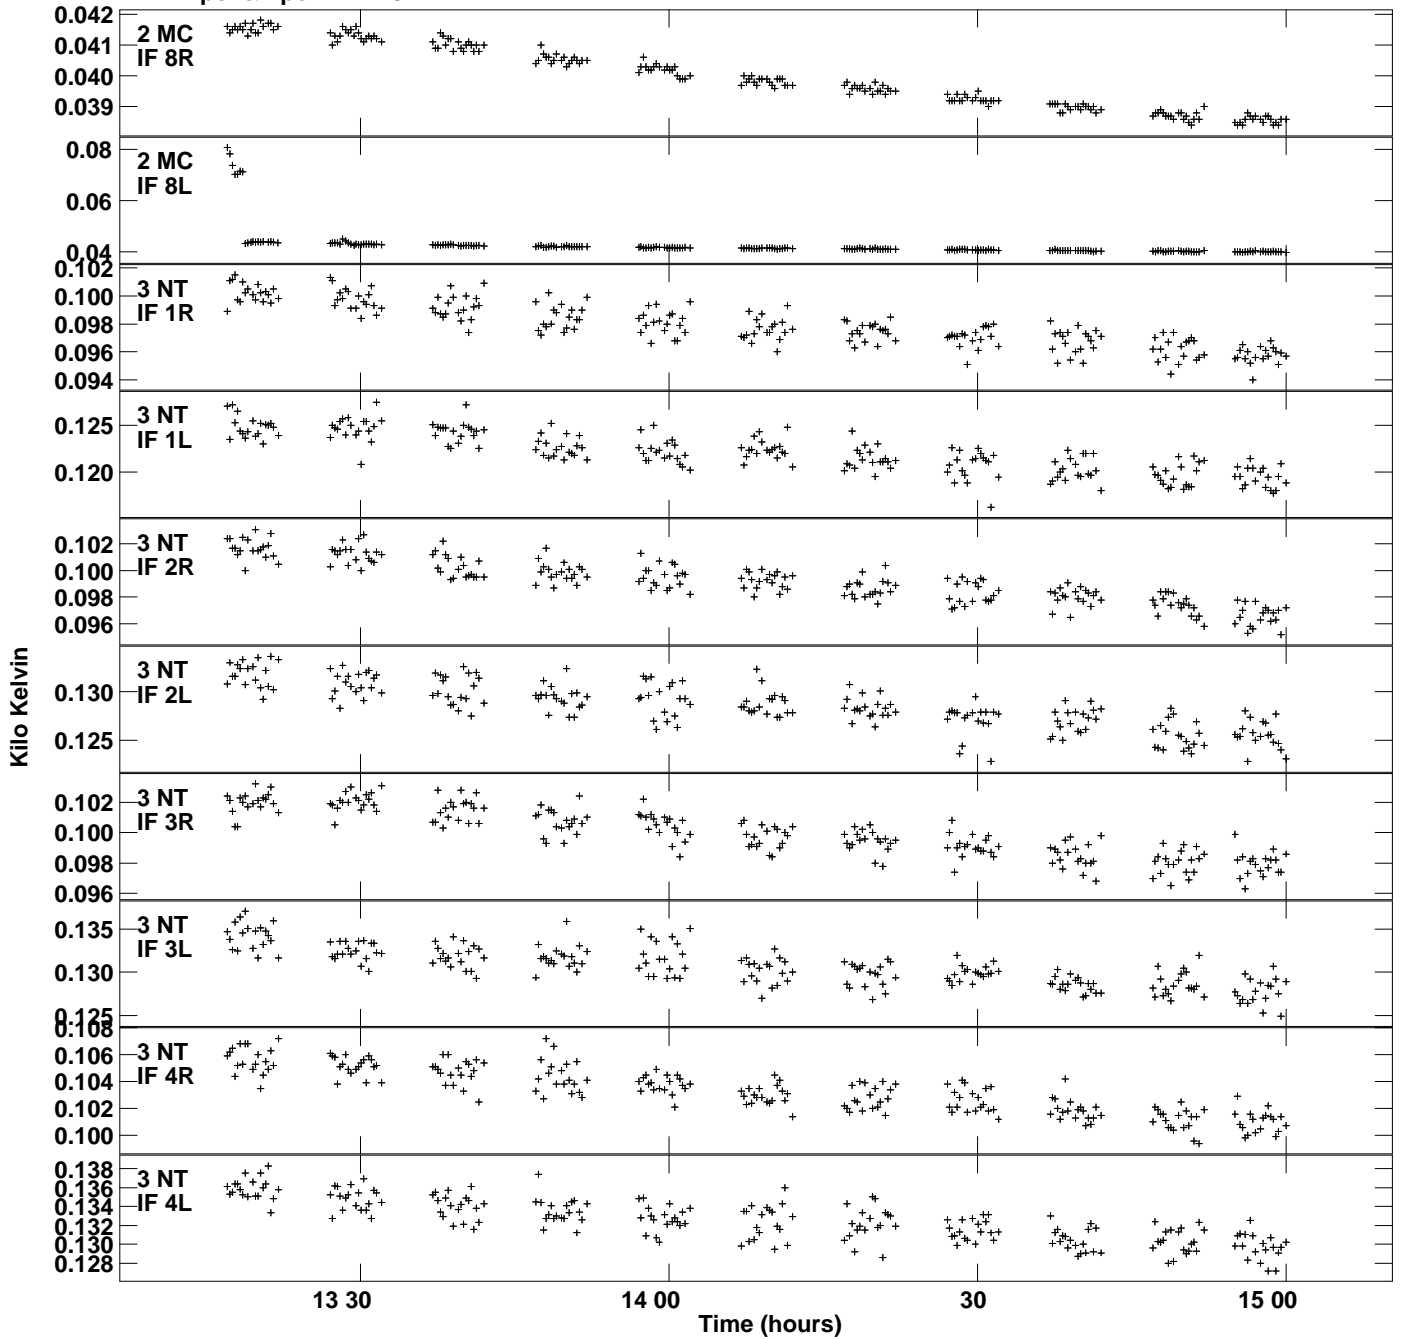 0.042
0.041
0.040
0.039
2 MC
IF 8R
0.08
0.06
0.04
2 MC
IF 8L
0.102
0.100
0.098
0.096
0.094
3 NT
IF 1R
0.125
0.120
3 NT
IF 1L
0.102
0.100
0.098
0.096
3 NT
IF 2R
0.130
0.125
3 NT
IF 2L
0.102
0.100
0.098
0.096
3 NT
IF 3R
0.135
0.130
0.125
3 NT
IF 3L
0.108
0.106
0.104
0.102
0.100
3 NT
IF 4R
0.138
0.136
0.134
0.132
0.130
0.128
3 NT
IF 4L
Kilo Kelvin
13 30
14 00
30
15 00
Time (hours)